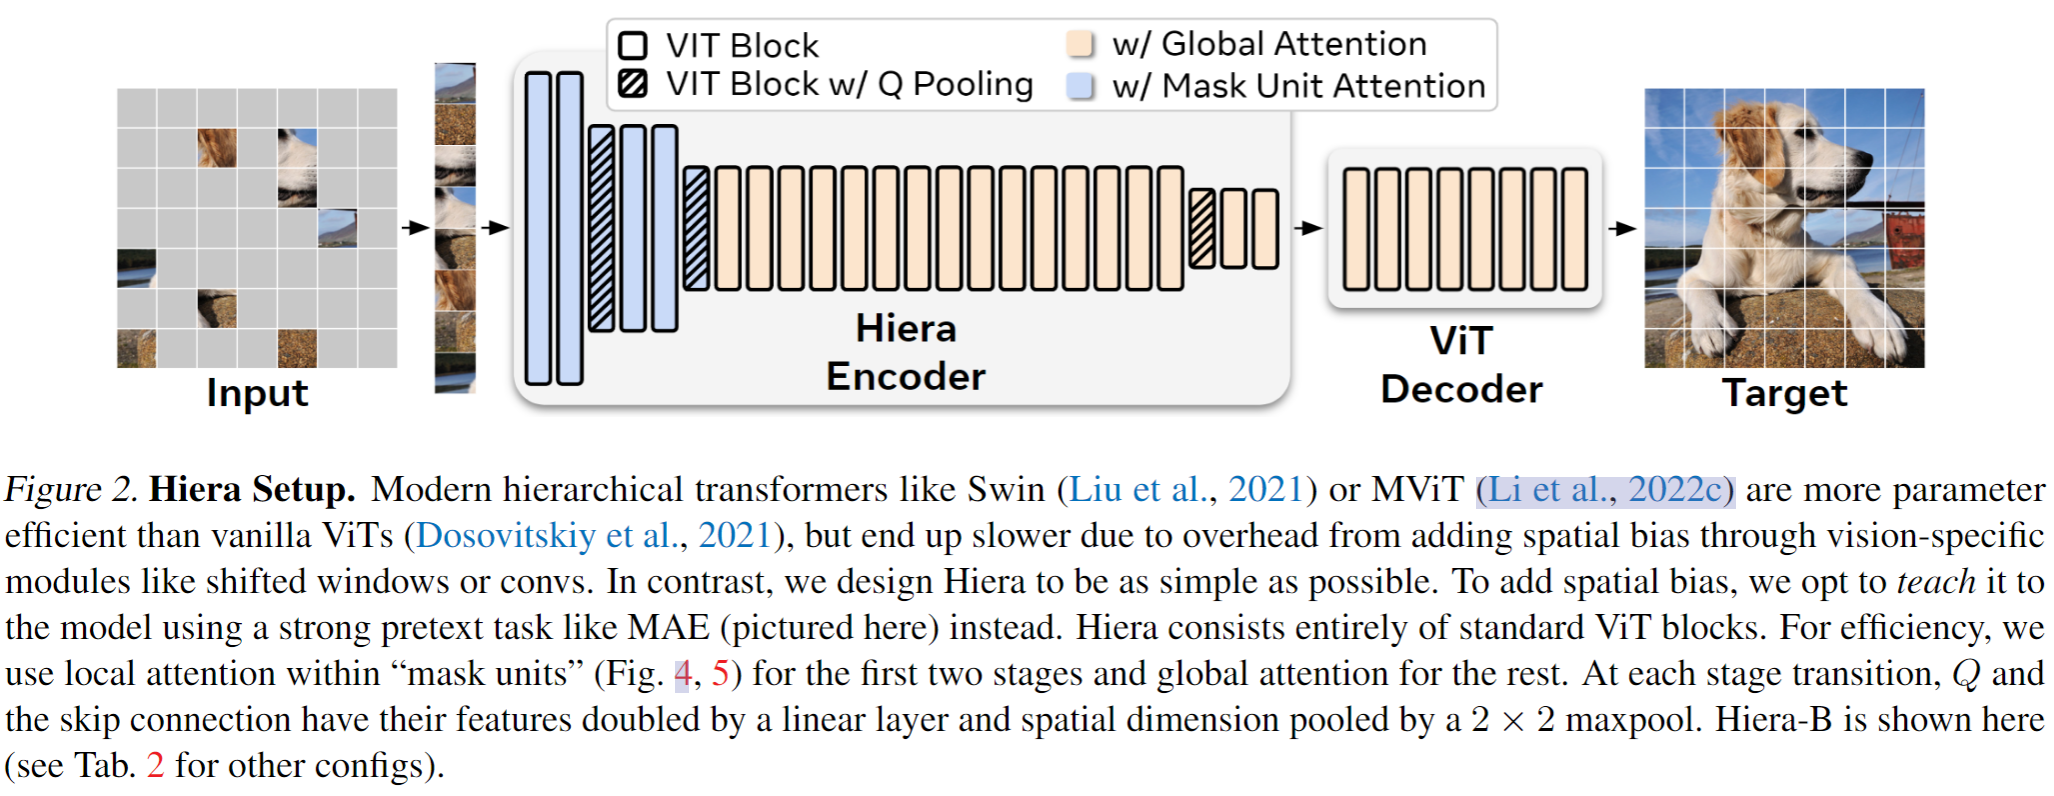 VIT Block
w/ Global Attention
VIT Block w/ Q Pooling
w/ Mask Unit Attention
Input
Hiera
Encoder
ViT
Decoder
Target
Figure 2. Hiera Setup. Modern hierarchical transformers like Swin (Liu et al., 2021) or MViT (Li et al., 2022c) are more parameter
efficient than vanilla ViTs (Dosovitskiy et al., 2021), but end up slower due to overhead from adding spatial bias through vision-specific
modules like shifted windows or convs. In contrast, we design Hiera to be as simple as possible. To add spatial bias, we opt to teach it to
the model using a strong pretext task like MAE (pictured here) instead. Hiera consists entirely of standard ViT blocks. For efficiency, we
use local attention within “mask units” (Fig. 4, 5) for the first two stages and global attention for the rest. At each stage transition, Q and
the skip connection have their features doubled by a linear layer and spatial dimension pooled by a 2 × 2 maxpool. Hiera-B is shown here
(see Tab. 2 for other configs).